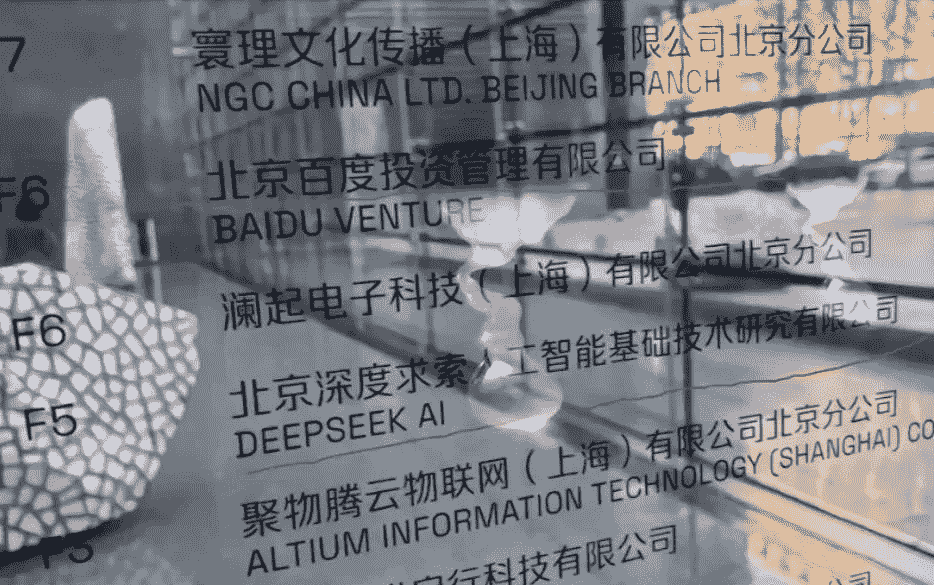 7
寰理文化传播（上海）有限公司北京分公司
NGC CHINA LTD. BEIJING BRANCH
F6
北京百度投资管理有限公司
BAIDU VENTURE
F6
澜起电子科技（上海）有限公司北京分公司
F5
北京深度求索人工智能基础技术研究有限公司
DEEPSEEK AI
聚物腾云物联网（上海）有限公司北京分公司
ALTIUM INFORMATION TECHNOLOGY (SHANGHAI) CO
行科技有限公司
公司